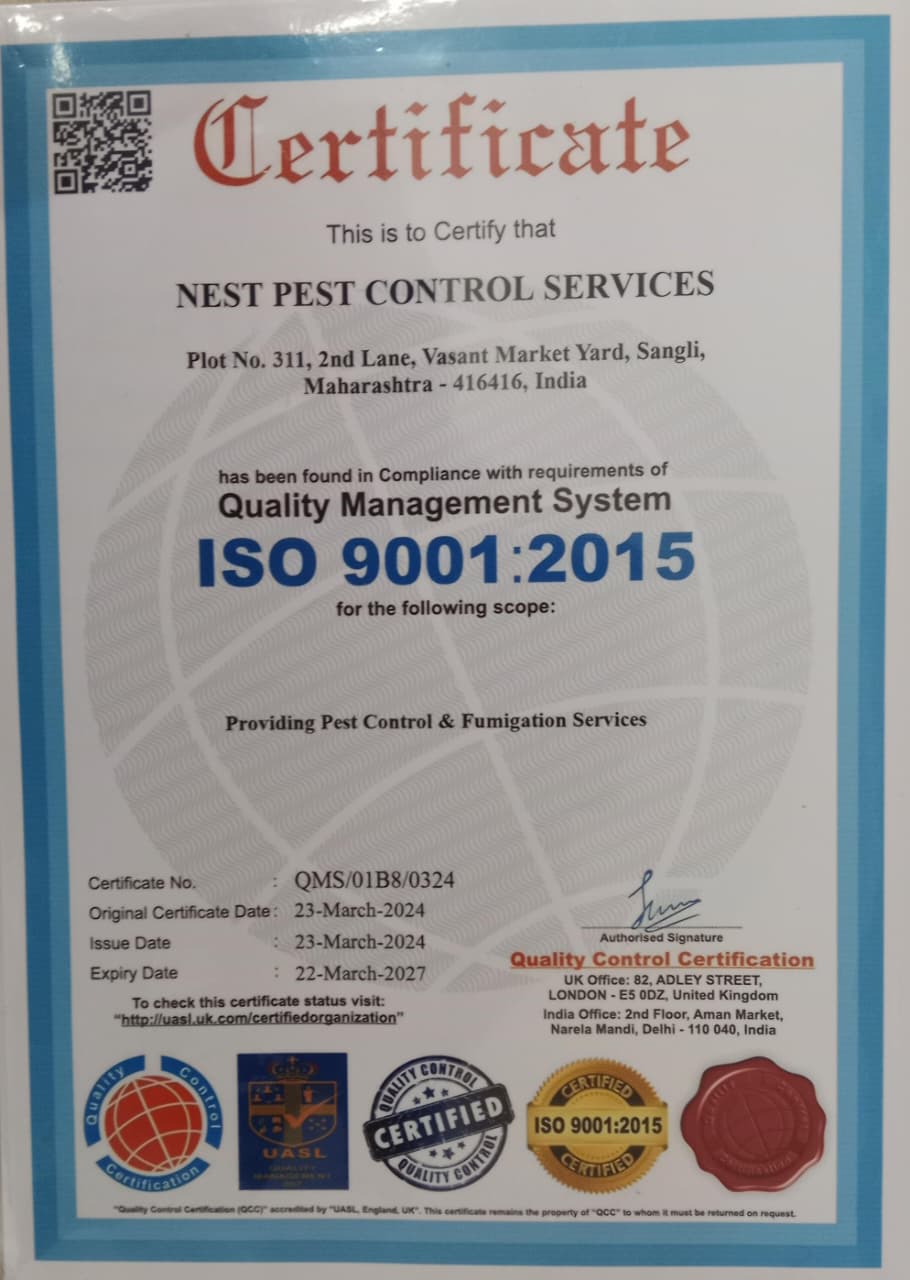 Certificate
This is to Certify that
NEST PEST CONTROL SERVICES
Plot No. 311, 2nd Lane, Vasant Market Yard, Sangli,
Maharashtra - 416416, India
has been found in Compliance with requirements of
Quality Management System
ISO 9001:2015
for the following scope:
Providing Pest Control & Fumigation Services
Certificate No. : QMS/01B8/0324
Original Certificate Date : 23-March-2024
Issue Date : 23-March-2024
Expiry Date : 22-March-2027
To check this certificate status visit:
"http://uasl.uk.com/certifiedorganization"
Authorised Signature
Quality Control Certification
UK Office: 82, ADLEY STREET,
LONDON - E5 0DZ, United Kingdom
India Office: 2nd Floor, Aman Market,
Narela Mandi, Delhi - 110 040, India
Quality Control
Certification
UASL
QUALITY
MANAGEMENT
QUALITY CONTROL
CERTIFIED
QUALITY CONTROL
CERTIFIED
ISO 9001:2015
CERTIFIED
"Quality Control Certification (QCC)" accredited by "UASL, England, UK". This certificate remains the property of "QCC" to whom it must be returned on request.